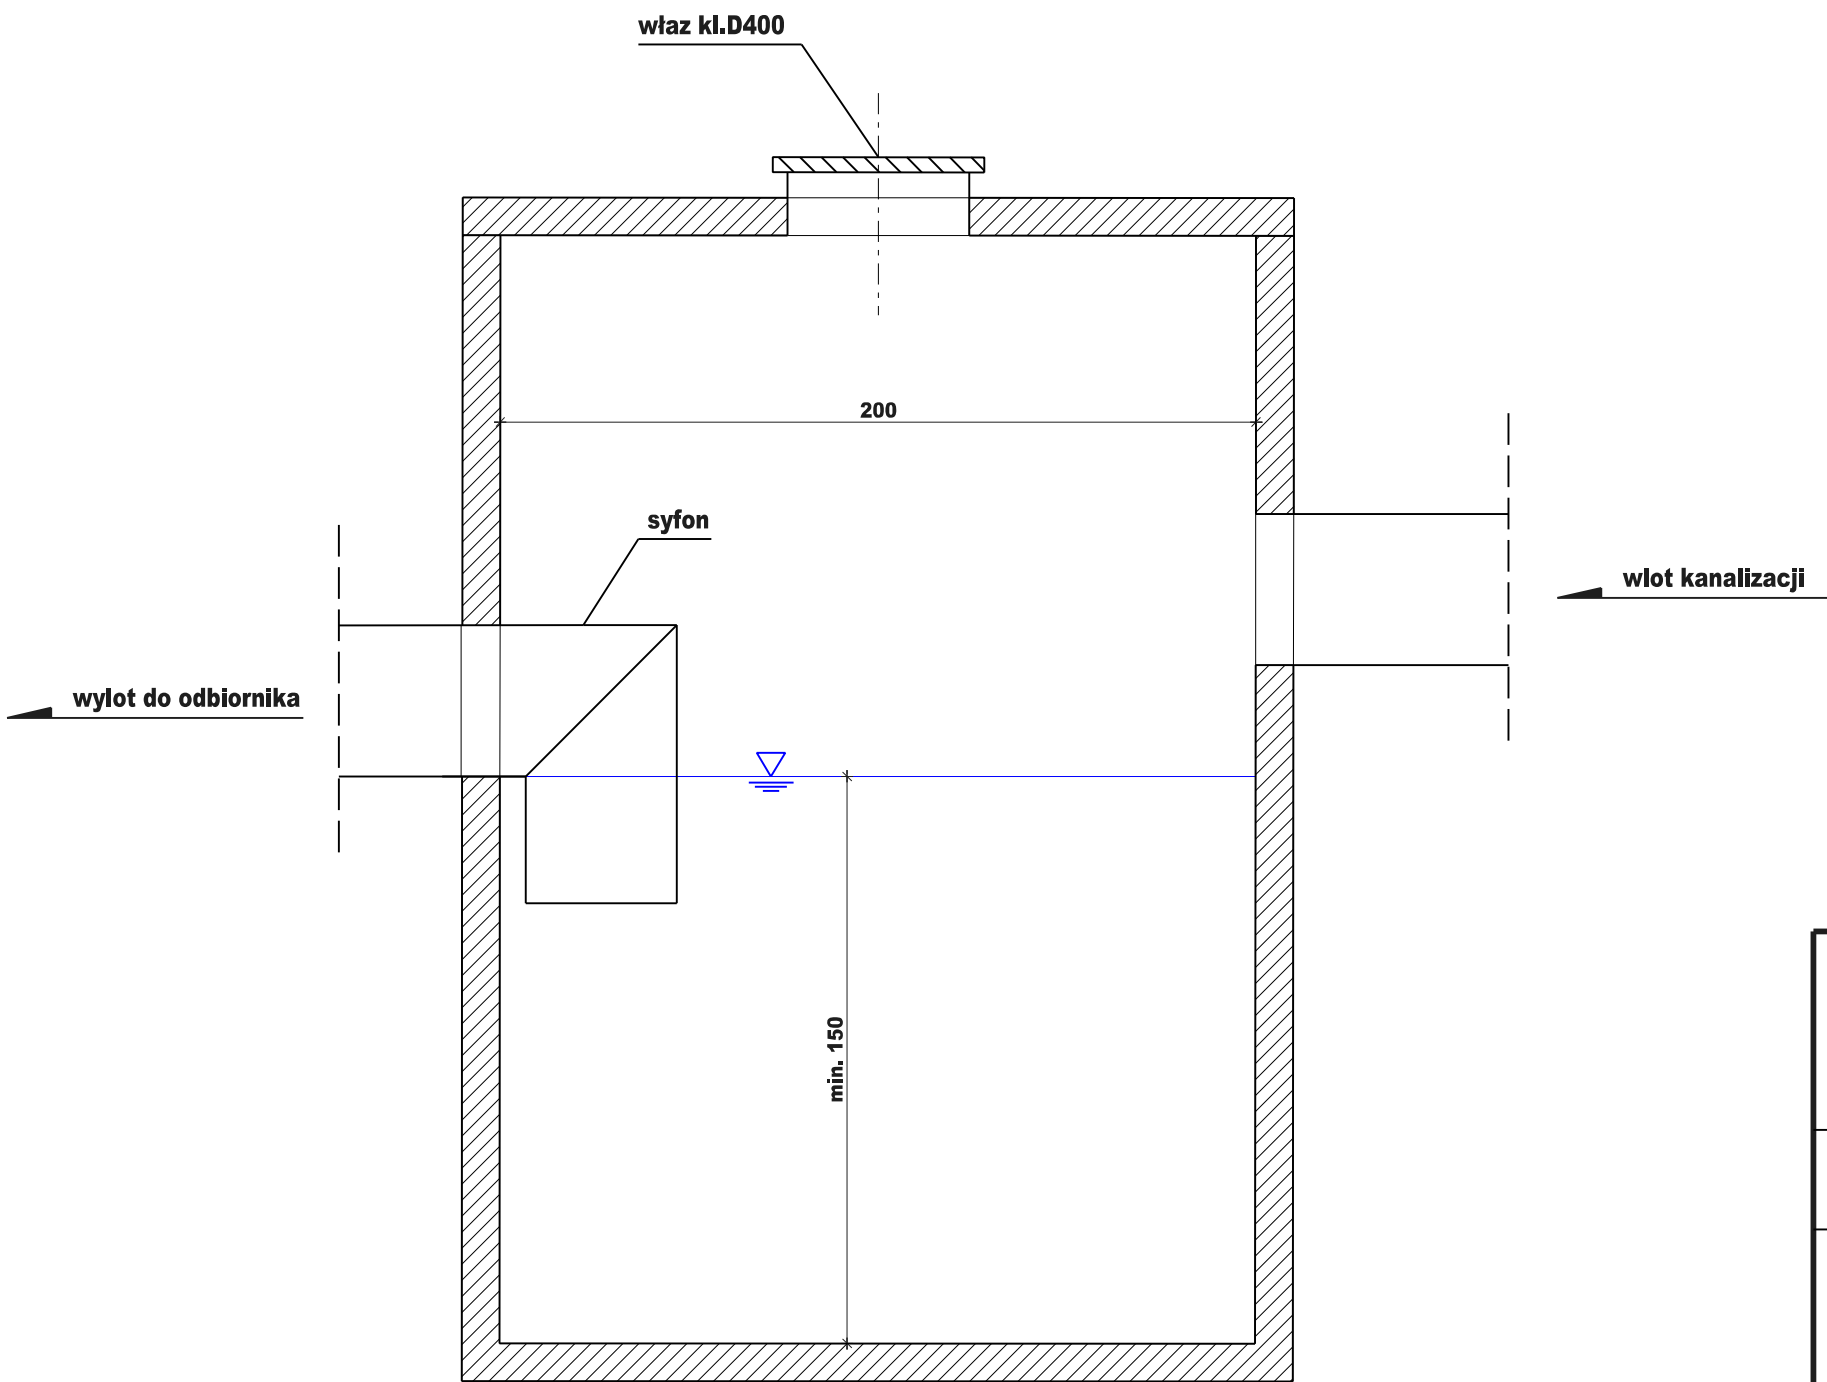 właz kl.D400
200
syfon
wlot kanalizacji
wylot do odbiornika
min. 150